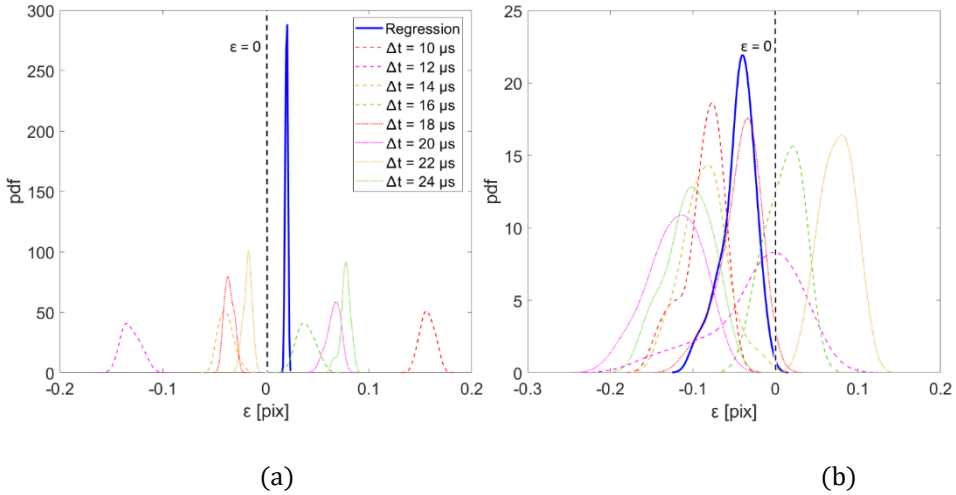 300
250
200
150
100
50
0
-0.2
-0.1
0
0.1
0.2
pdf
ε [pix]
ε = 0
Regression
Δt = 10 μs
Δt = 12 μs
Δt = 14 μs
Δt = 16 μs
Δt = 18 μs
Δt = 20 μs
Δt = 22 μs
Δt = 24 μs
(a)
25
20
15
10
5
0
-0.3
-0.2
-0.1
0
0.1
0.2
pdf
ε [pix]
ε = 0
(b)